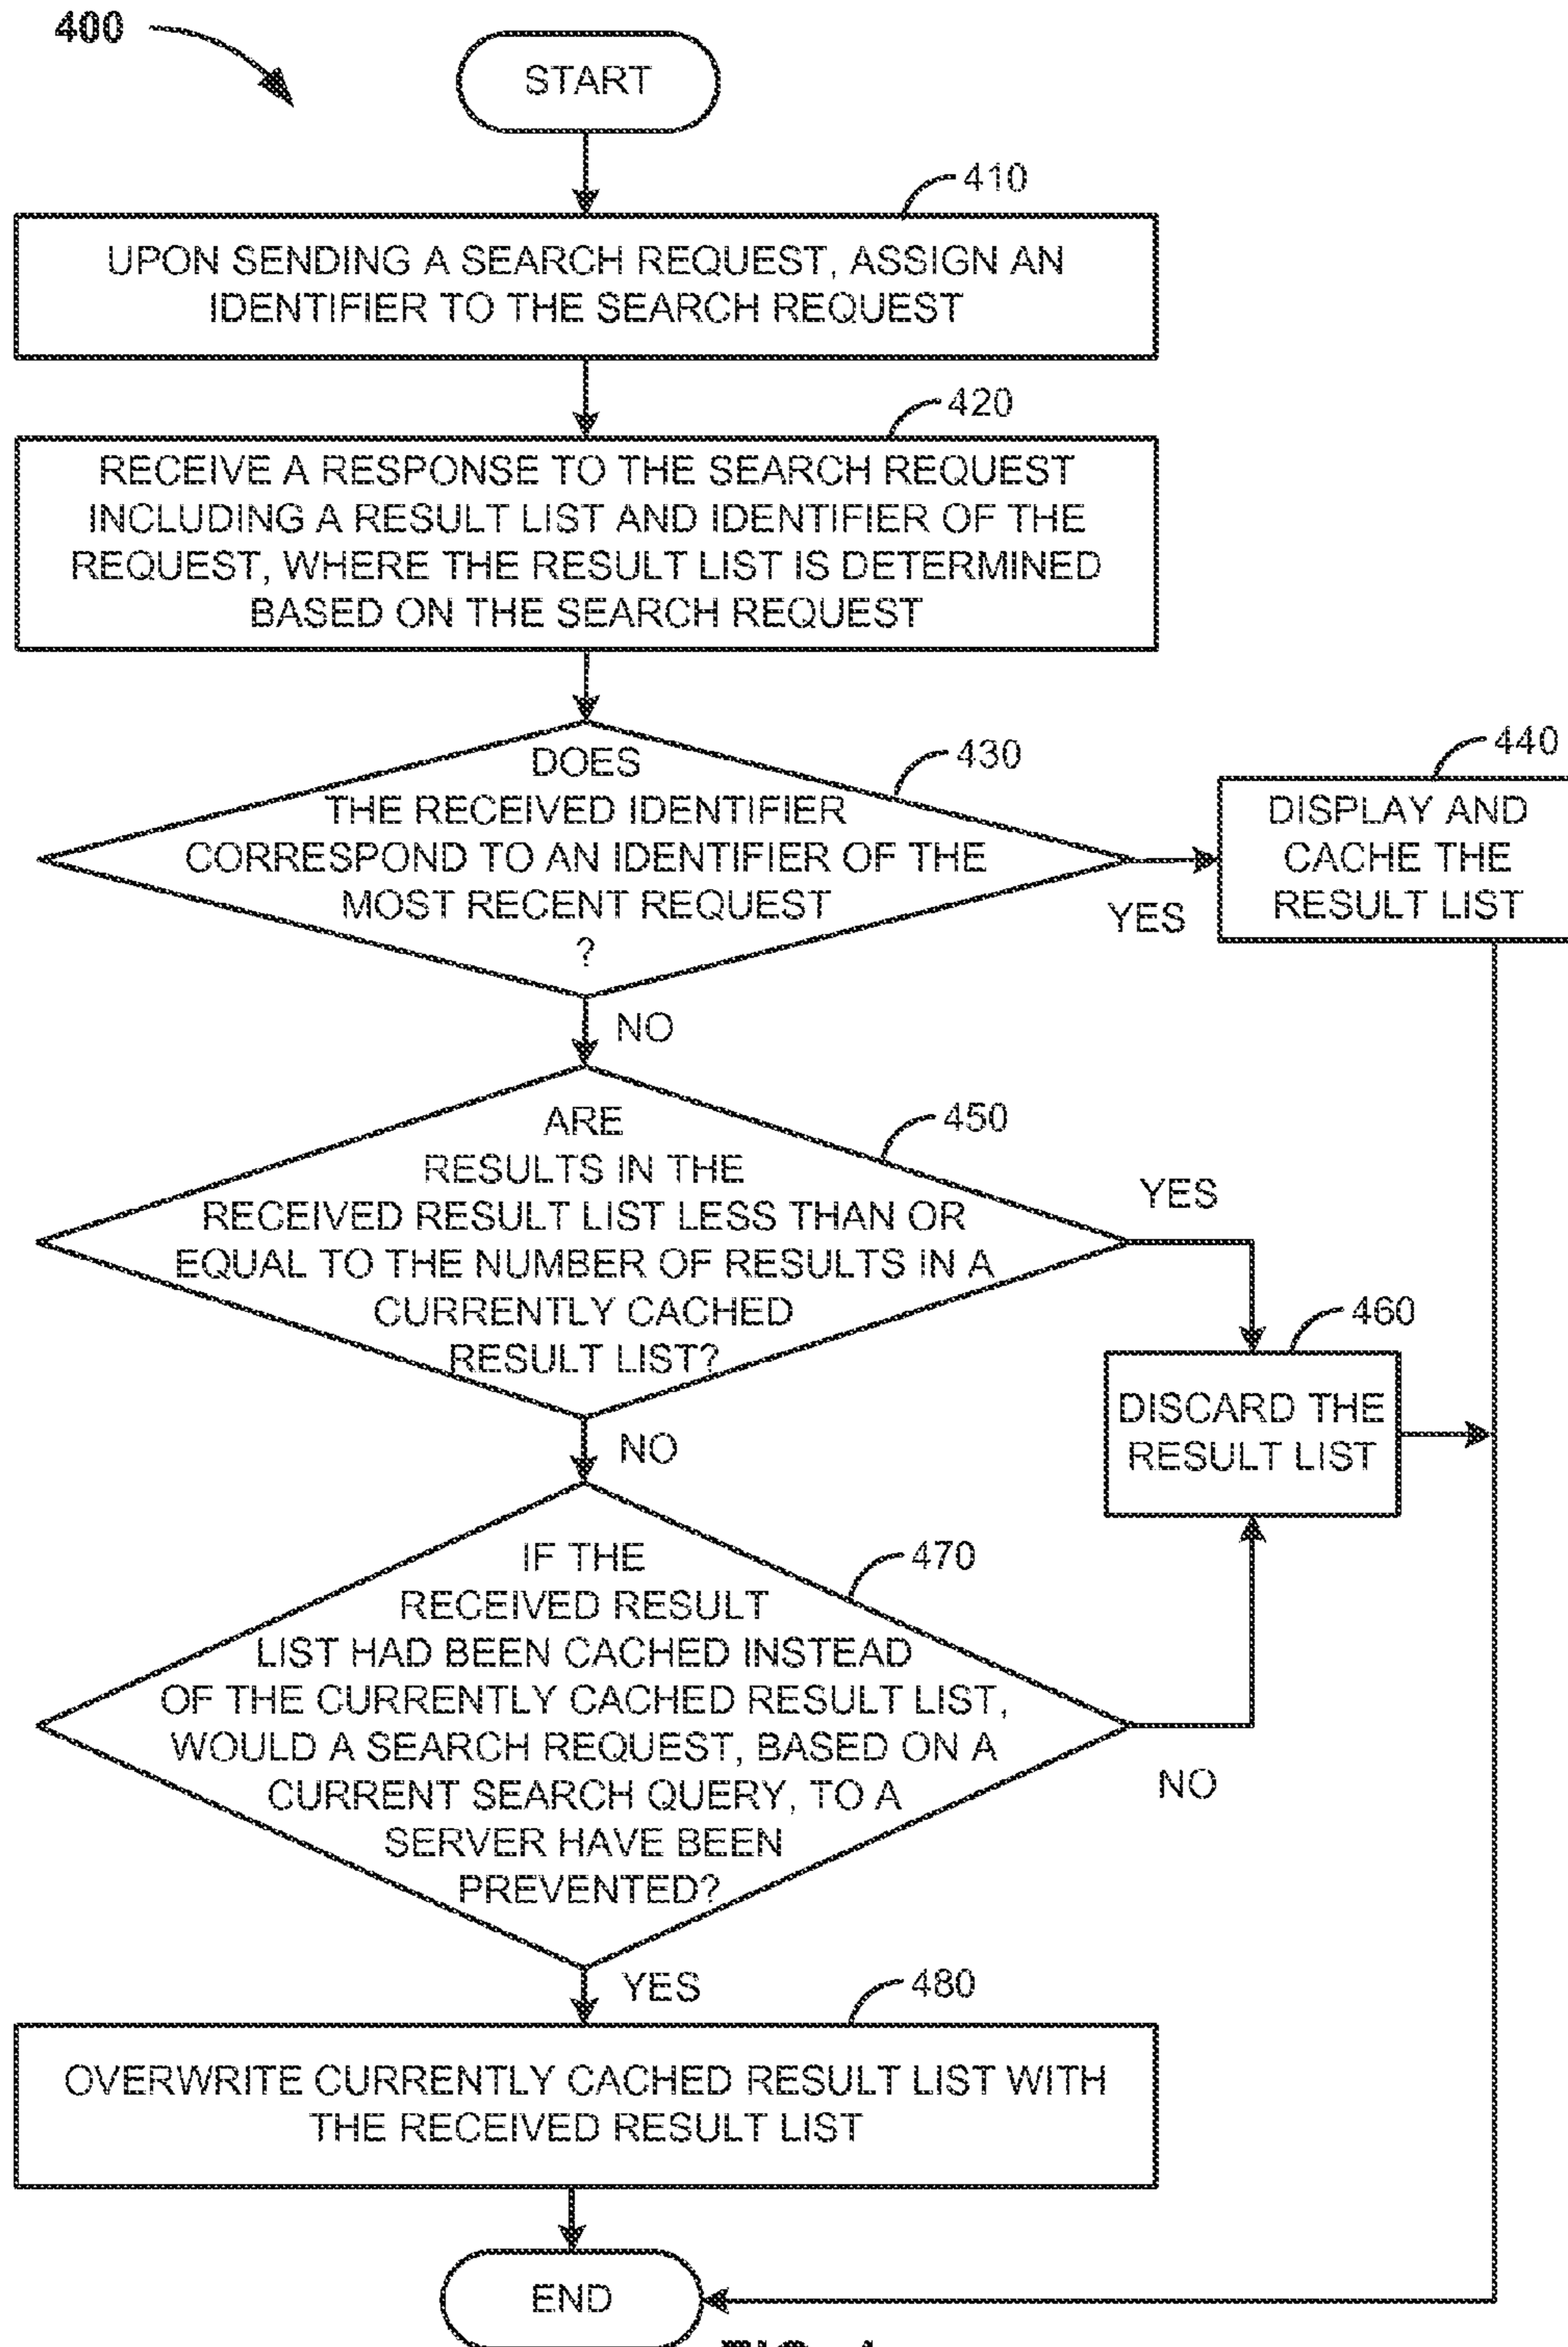 400
START
410
UPON SENDING A SEARCH REQUEST, ASSIGN AN
IDENTIFIER TO THE SEARCH REQUEST
420
RECEIVE A RESPONSE TO THE SEARCH REQUEST
INCLUDING A RESULT LIST AND IDENTIFIER OF THE
REQUEST, WHERE THE RESULT LIST IS DETERMINED
BASED ON THE SEARCH REQUEST
430
DOES
THE RECEIVED IDENTIFIER
CORRESPOND TO AN IDENTIFIER OF THE
MOST RECENT REQUEST
?
YES
440
DISPLAY AND
CACHE THE
RESULT LIST
NO
450
ARE
RESULTS IN THE
RECEIVED RESULT LIST LESS THAN OR
EQUAL TO THE NUMBER OF RESULTS IN A
CURRENTLY CACHED
RESULT LIST?
YES
460
DISCARD THE
RESULT LIST
NO
470
IF THE
RECEIVED RESULT
LIST HAD BEEN CACHED INSTEAD
OF THE CURRENTLY CACHED RESULT LIST,
WOULD A SEARCH REQUEST, BASED ON A
CURRENT SEARCH QUERY, TO A
SERVER HAVE BEEN
PREVENTED?
NO
YES
480
OVERWRITE CURRENTLY CACHED RESULT LIST WITH
THE RECEIVED RESULT LIST
END